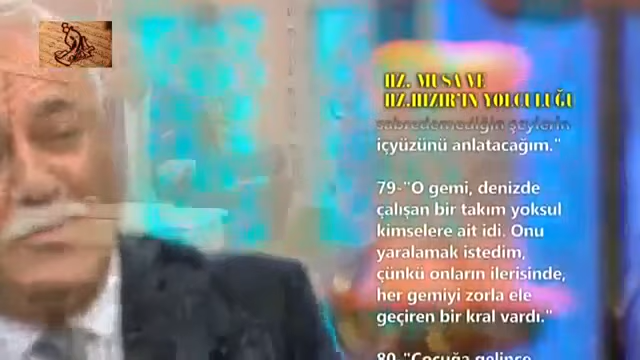 HZ. MUSA VE
HZ.HIZIR'IN YOLCULUĞU
sabredemediğin şeylerin
içyüzünü anlatacağım."
79-"O gemi, denizde
çalışan bir takım yoksul
kimselere ait idi. Onu
yaralamak istedim,
çünkü onların ilerisinde,
her gemiyi zorla ele
geçiren bir kral vardı."
80-"Çocuğa gelince